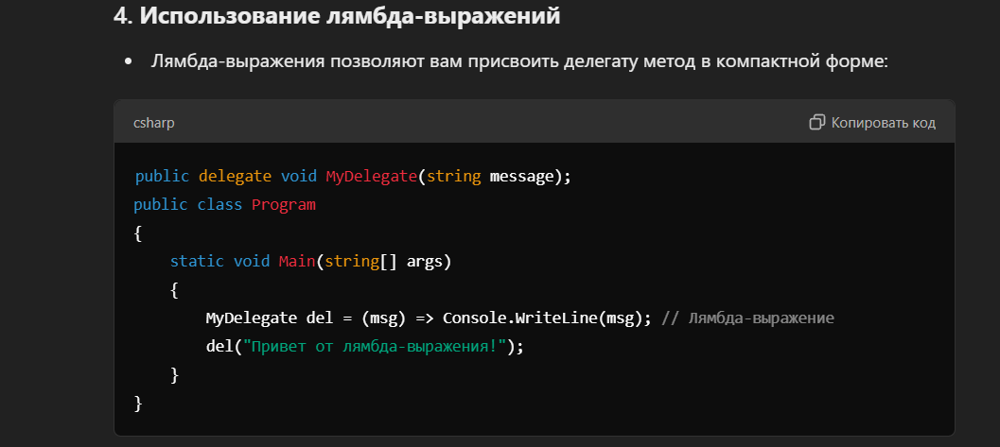 4. Использование лямбда-выражений
• Лямбда-выражения позволяют вам присвоить делегату метод в компактной форме:
csharp Копировать код
public delegate void MyDelegate(string message);
public class Program
{
    static void Main(string[] args)
    {
        MyDelegate del = (msg) => Console.WriteLine(msg); // Лямбда-выражение
        del("Привет от лямбда-выражения!");
    }
}